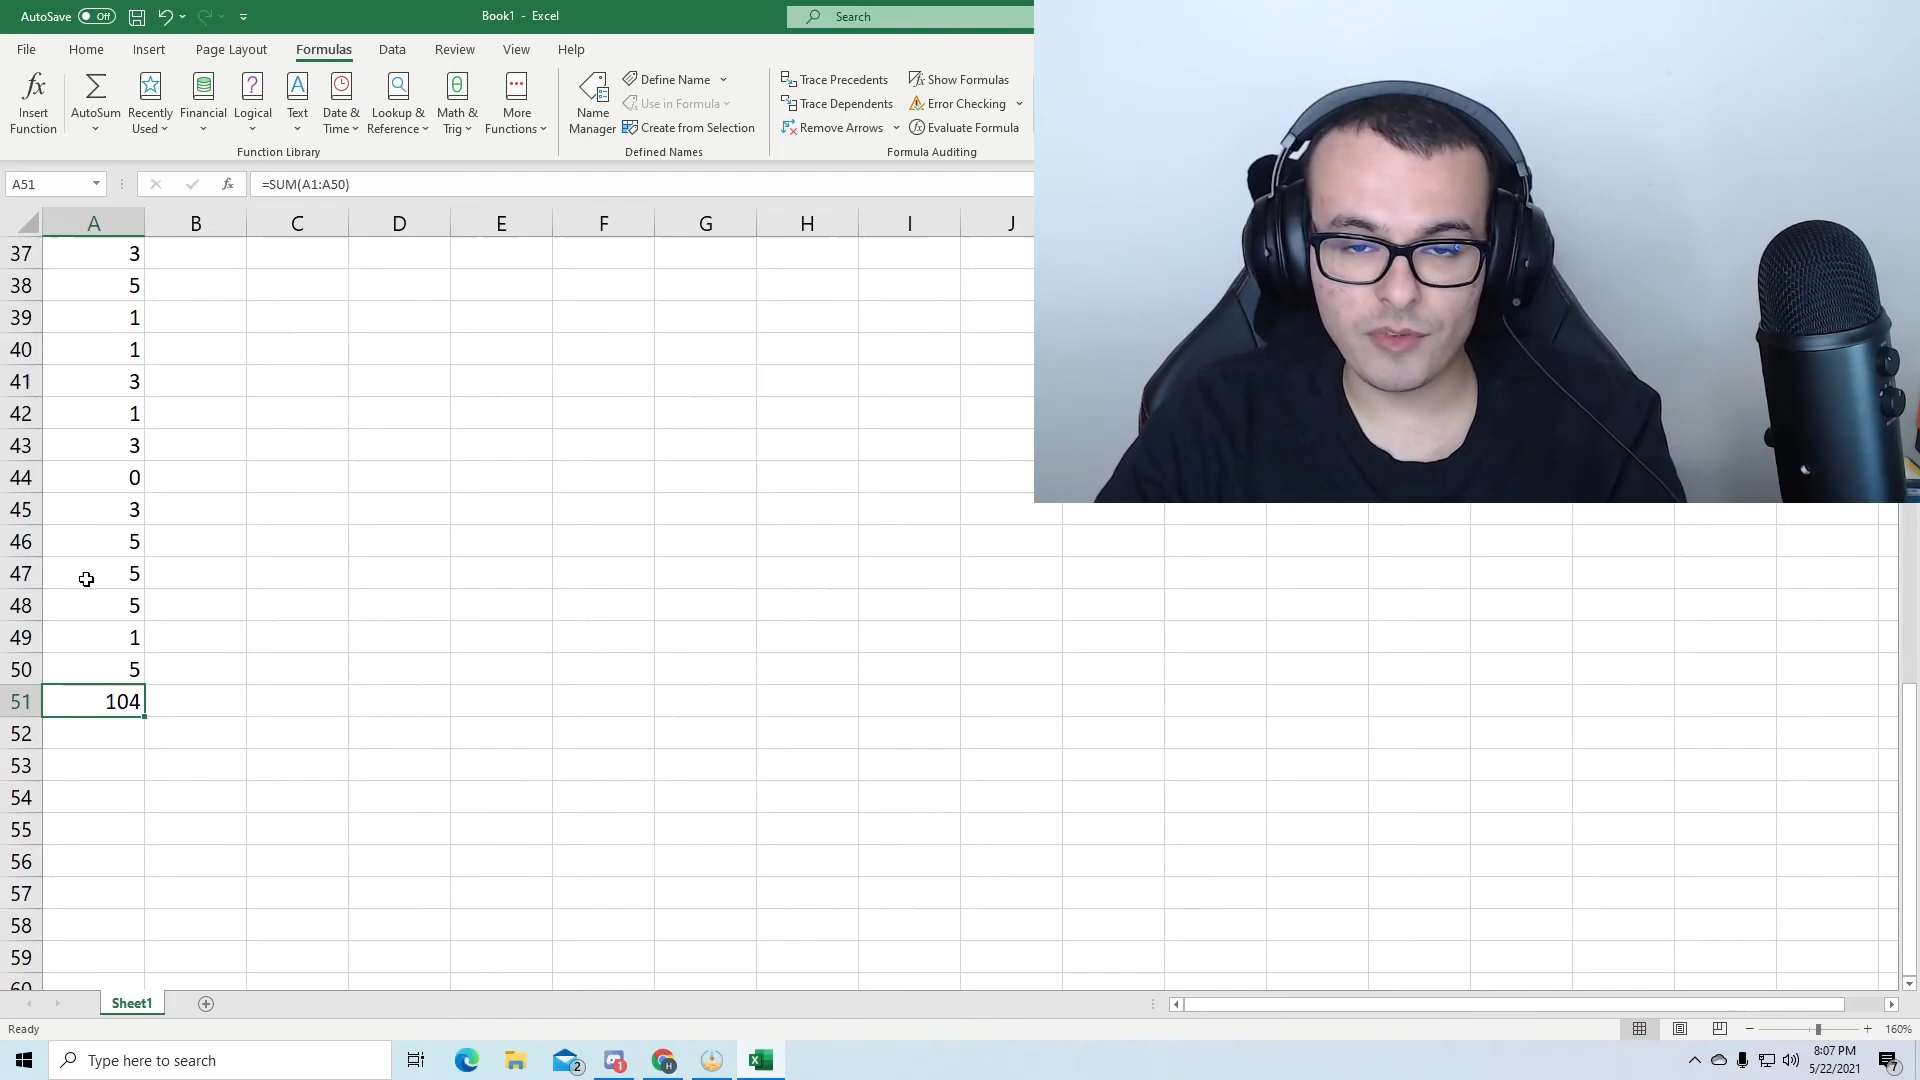 AutoSave Off Book1 - Excel Search
File Home Insert Page Layout Formulas Data Review View Help
Insert Function
AutoSum
Recently Used
Financial
Logical
Text
Date & Time
Lookup & Reference
Math & Trig
More Functions
Function Library
Name Manager
Define Name
Use in Formula
Create from Selection
Defined Names
Trace Precedents
Trace Dependents
Remove Arrows
Show Formulas
Error Checking
Evaluate Formula
Formula Auditing
A51 fx =SUM(A1:A50)
A B C D E F G H I J
37 3
38 5
39 1
40 1
41 3
42 1
43 3
44 0
45 3
46 5
47 5
48 5
49 1
50 5
51 104
52
53
54
55
56
57
58
59
60
Sheet1
Ready 160%
Type here to search 2 1 H 8:07 PM
5/22/2021 7